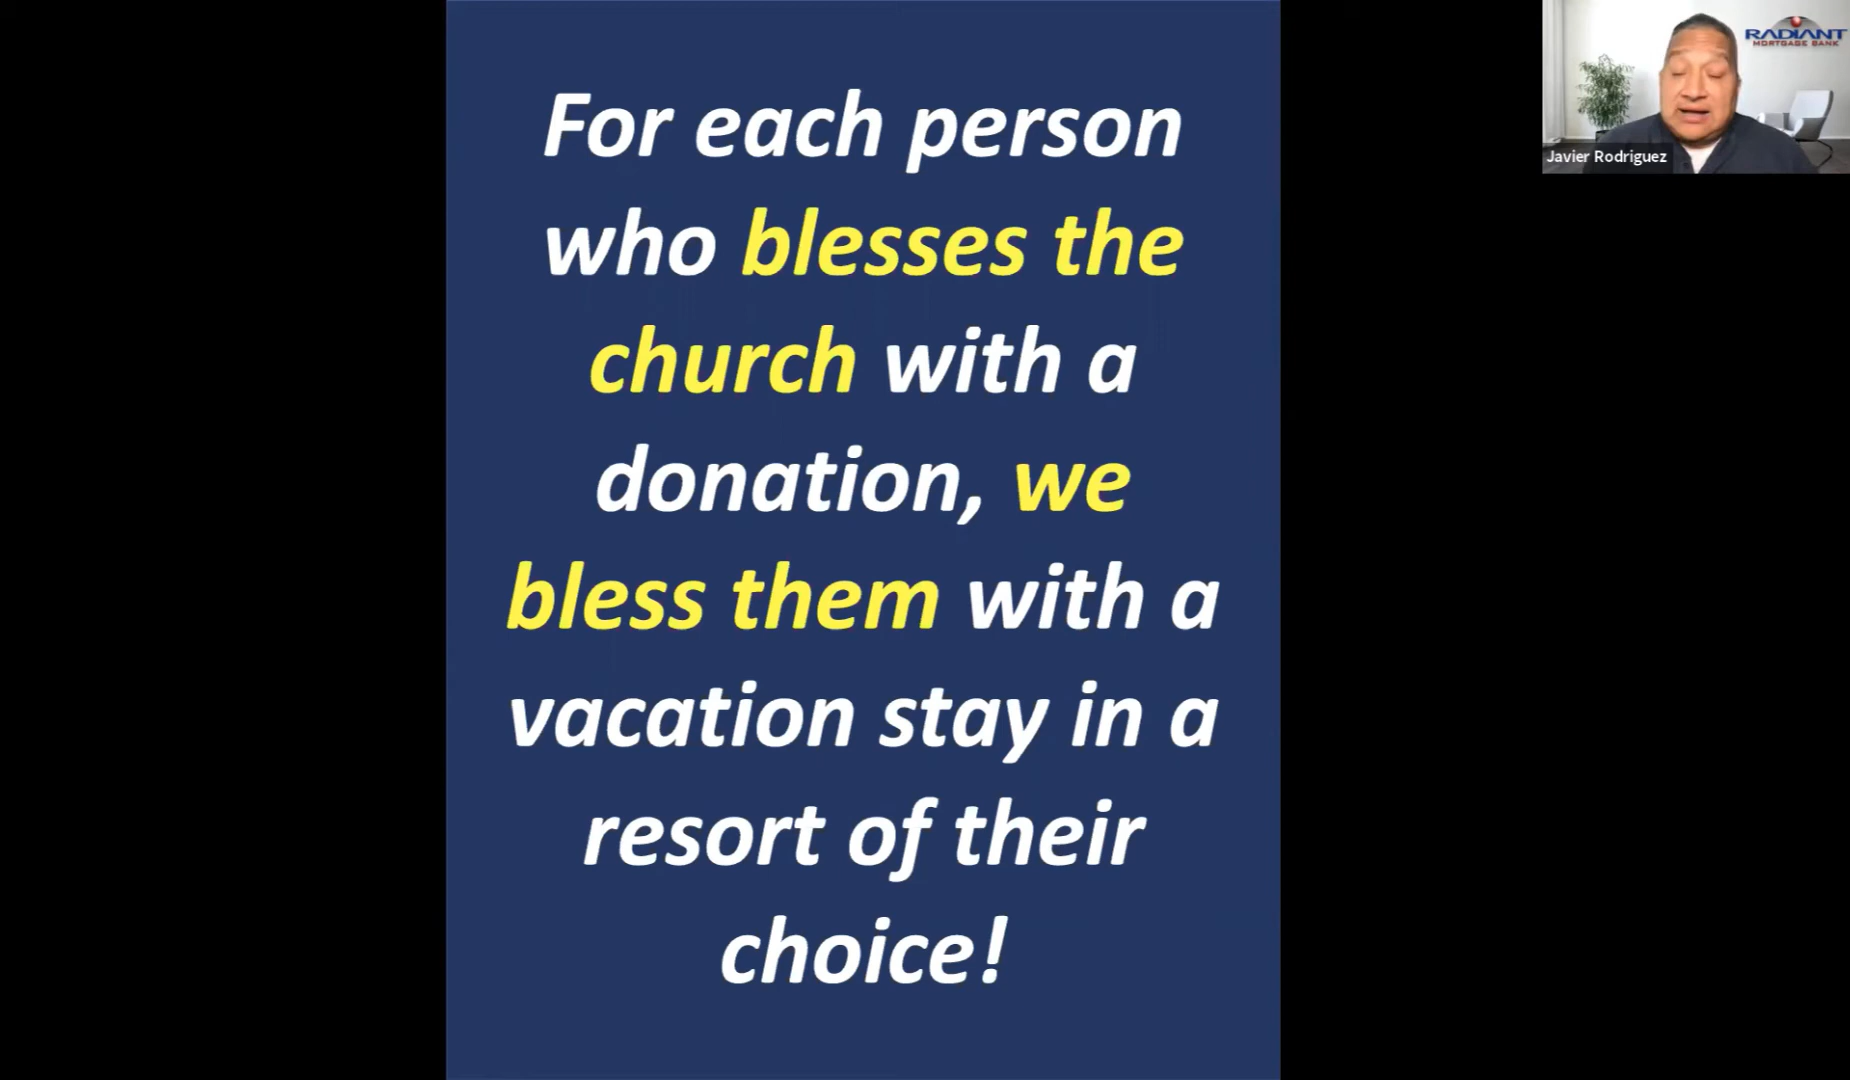 For each person
who blesses the
church with a
donation, we
bless them with a
vacation stay in a
resort of their
choice!
RADIANT
MORTGAGE BANK
Javier Rodriguez